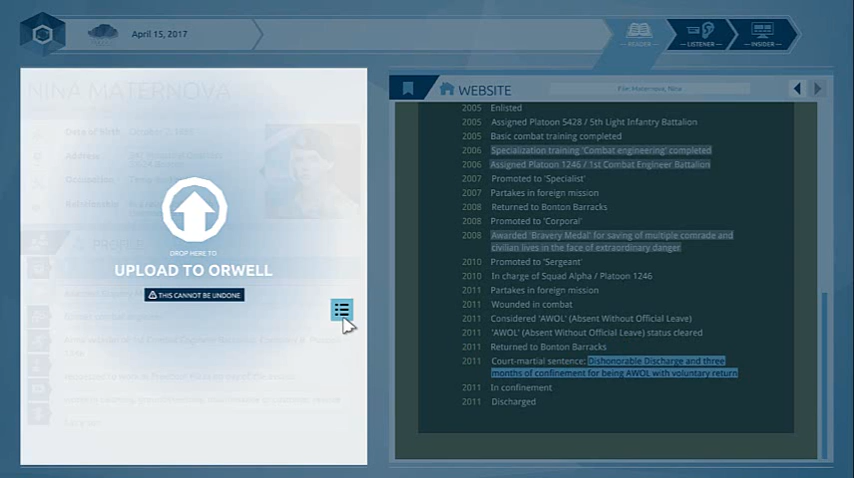 April 15, 2017
READER
LISTENER
INSIDER
NINA MATERNOVA
Date of Birth
Address
Occupation
Relationship
PROFILE
DROP HERE TO
UPLOAD TO ORWELL
THIS CANNOT BE UNDONE
WEBSITE
File: Maternova, Nina
2005 Enlisted
2005 Assigned Platoon 5428 / 5th Light Infantry Battalion
2005 Basic combat training completed
2006 Specialization training 'Combat engineering' completed
2006 Assigned Platoon 1246 / 1st Combat Engineer Battalion
2007 Promoted to 'Specialist'
2007 Partakes in foreign mission
2008 Returned to Bonton Barracks
2008 Promoted to 'Corporal'
2008 Awarded 'Bravery Medal' for saving of multiple comrade and
civilian lives in the face of extraordinary danger
2010 Promoted to 'Sergeant'
2010 In charge of Squad Alpha / Platoon 1246
2011 Partakes in foreign mission
2011 Wounded in combat
2011 Considered 'AWOL' (Absent Without Official Leave)
2011 'AWOL' (Absent Without Official Leave) status cleared
2011 Returned to Bonton Barracks
2011 Court-martial sentence: Dishonorable Discharge and three
months of confinement for being AWOL with voluntary return
2011 In confinement
2011 Discharged